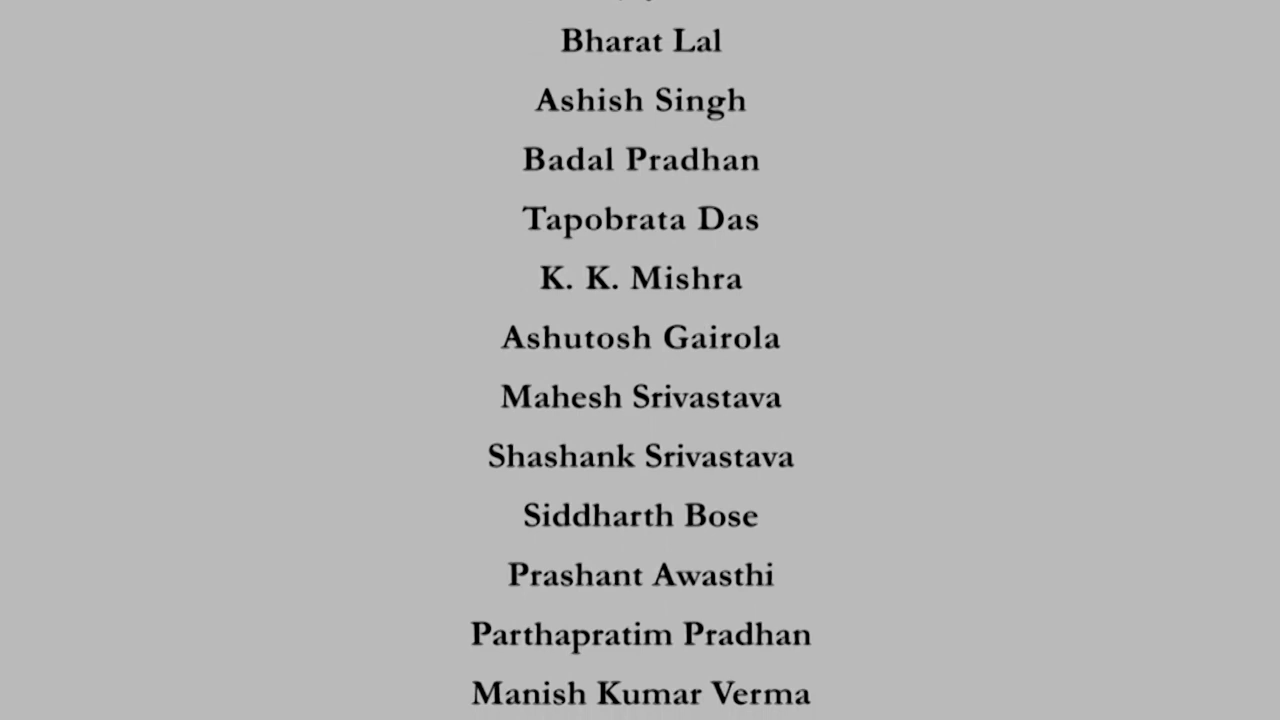 Bharat Lal
Ashish Singh
Badal Pradhan
Tapobrata Das
K. K. Mishra
Ashutosh Gairola
Mahesh Srivastava
Shashank Srivastava
Siddharth Bose
Prashant Awasthi
Parthapratim Pradhan
Manish Kumar Verma